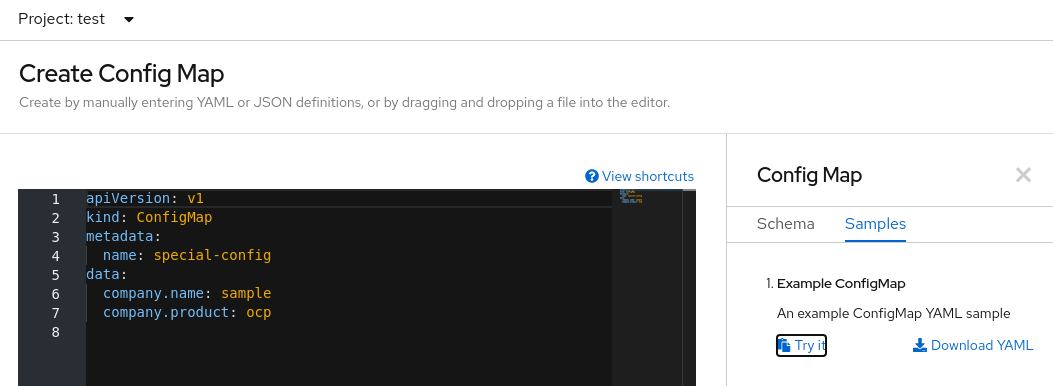 Project: test
Create Config Map
Create by manually entering YAML or JSON definitions, or by dragging and dropping a file into the editor.
View shortcuts
1 apiVersion: v1
2 kind: ConfigMap
3 metadata:
4   name: special-config
5 data:
6   company.name: sample
7   company.product: ocp
8
Config Map
Schema Samples
1. Example ConfigMap
An example ConfigMap YAML sample
Try it Download YAML